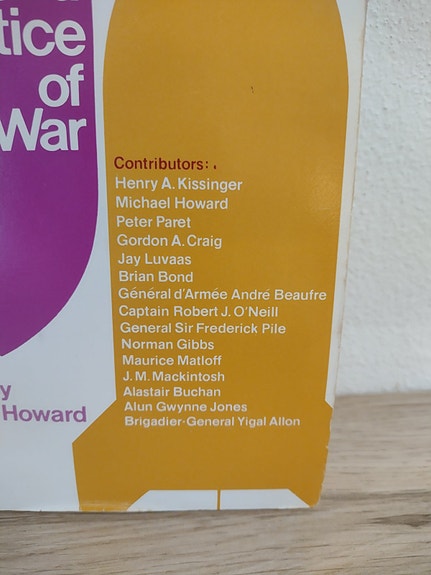 tice
of
War
Contributors:
Henry A. Kissinger
Michael Howard
Peter Paret
Gordon A. Craig
Jay Luvaas
Brian Bond
Général d'Armée André Beaufre
Captain Robert J. O'Neill
General Sir Frederick Pile
Norman Gibbs
Maurice Matloff
J. M. Mackintosh
Alastair Buchan
Alun Gwynne Jones
Brigadier-General Yigal Allon
y
Howard